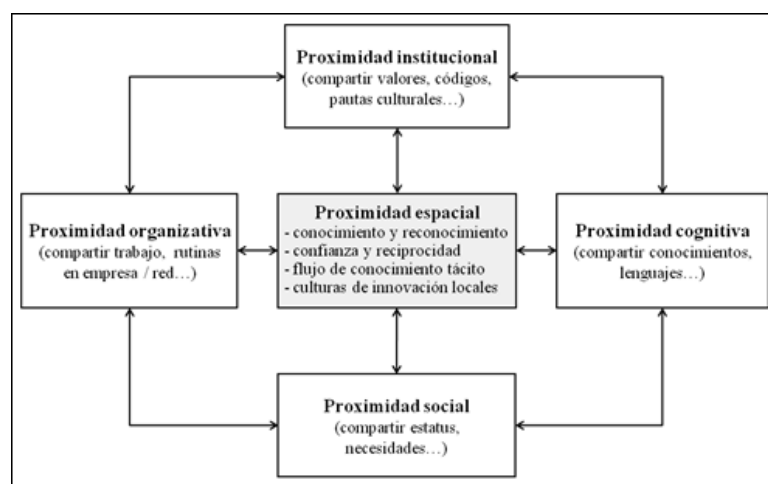 Proximidad institucional
(compartir valores, códigos,
pautas culturales…)
Proximidad organizativa
(compartir trabajo, rutinas
en empresa / red…)
Proximidad espacial
- conocimiento y reconocimiento
- confianza y reciprocidad
- flujo de conocimiento tácito
- culturas de innovación locales
Proximidad cognitiva
(compartir conocimientos,
lenguajes…)
Proximidad social
(compartir estatus,
necesidades…)